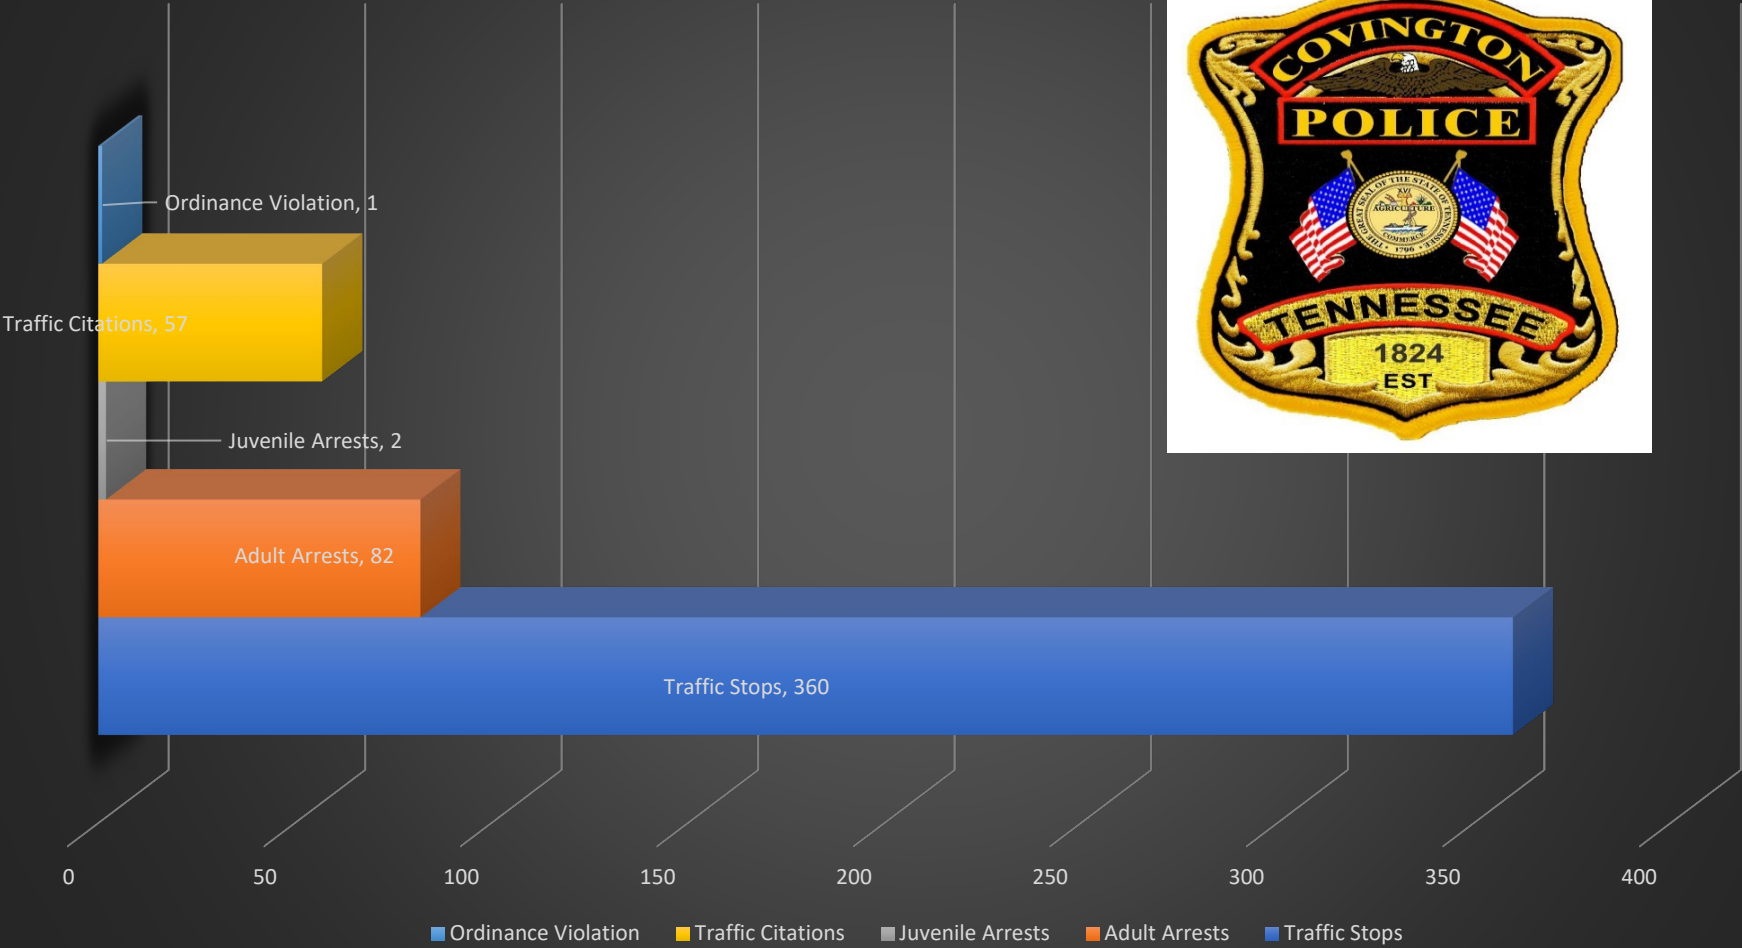 COVINGTON
POLICE
THE GREAT SEAL OF THE STATE OF TENNESSEE
XVI
AGRICULTURE
COMMERCE
1796
TENNESSEE
1824
EST
Ordinance Violation, 1
Traffic Citations, 57
Juvenile Arrests, 2
Adult Arrests, 82
Traffic Stops, 360
0 50 100 150 200 250 300 350 400
Ordinance Violation Traffic Citations Juvenile Arrests Adult Arrests Traffic Stops